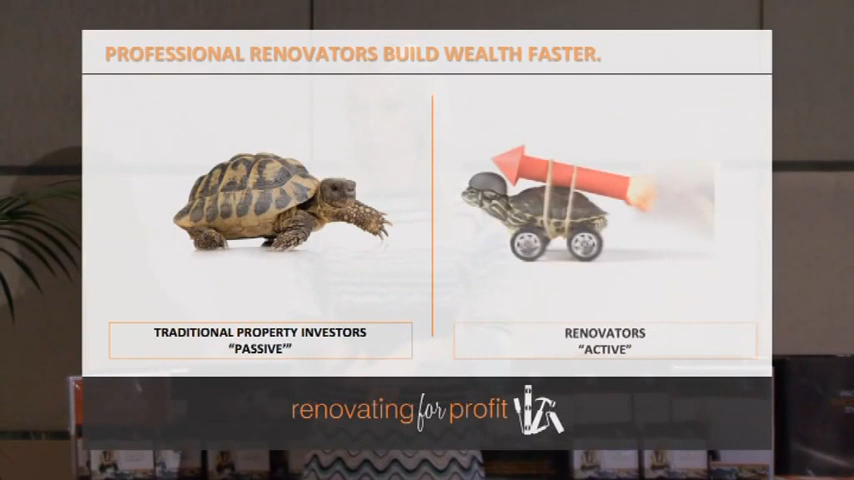 PROFESSIONAL RENOVATORS BUILD WEALTH FASTER.
TRADITIONAL PROPERTY INVESTORS
“PASSIVE’”
RENOVATORS
“ACTIVE”
renovating for profit